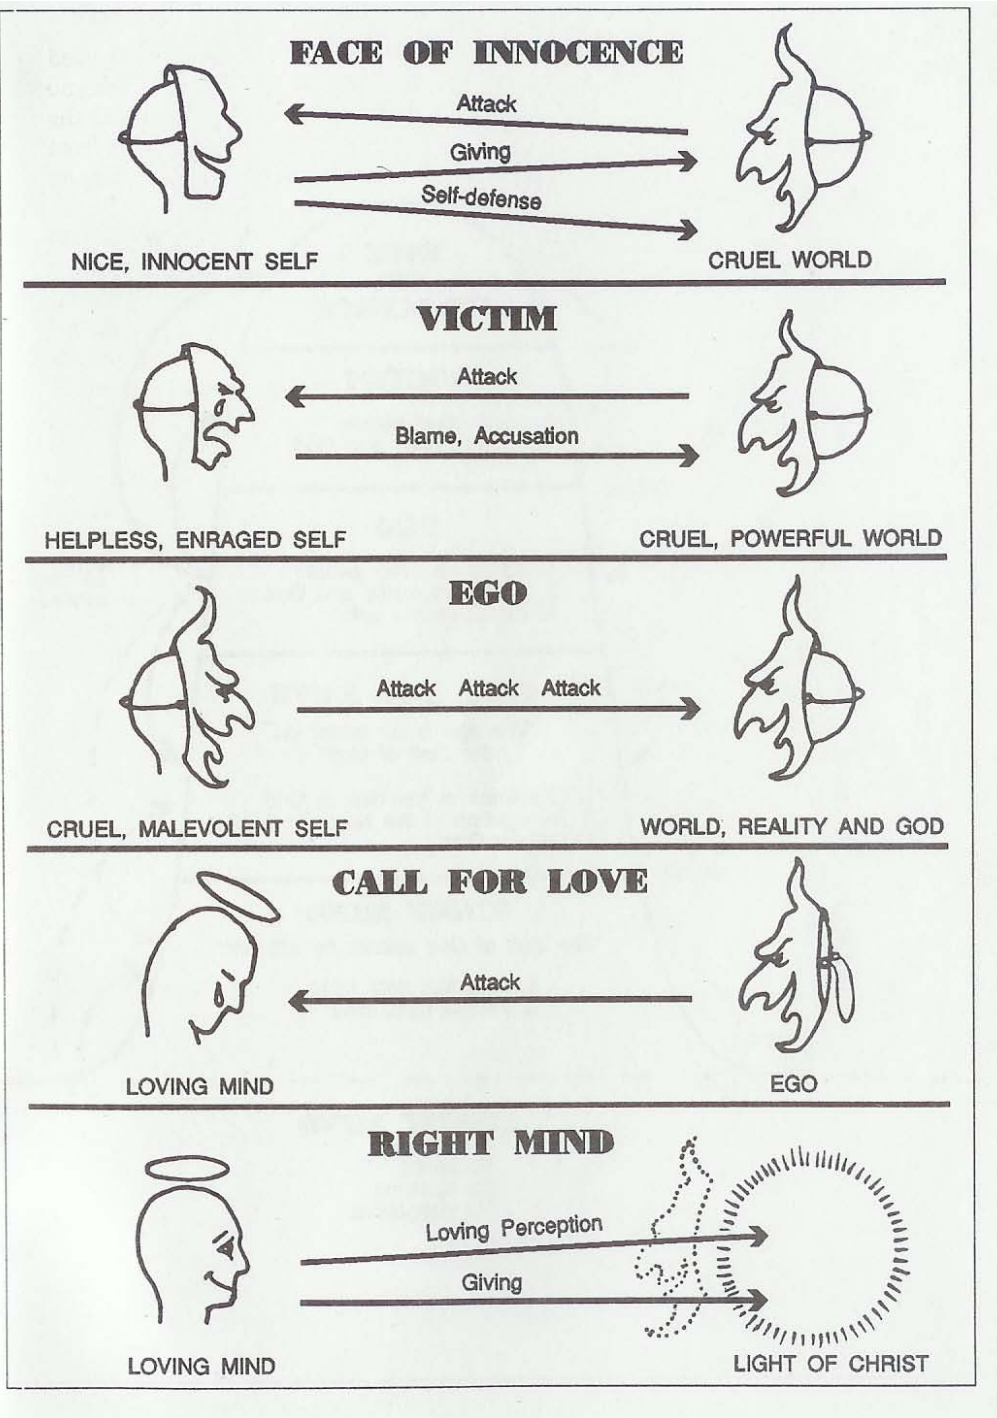 FACE OF INNOCENCE
Attack
Giving
Self-defense
NICE, INNOCENT SELF
CRUEL WORLD
VICTIM
Attack
Blame, Accusation
HELPLESS, ENRAGED SELF
CRUEL, POWERFUL WORLD
EGO
Attack Attack Attack
CRUEL, MALEVOLENT SELF
WORLD, REALITY AND GOD
CALL FOR LOVE
Attack
LOVING MIND
EGO
RIGHT MIND
Loving Perception
Giving
LOVING MIND
LIGHT OF CHRIST